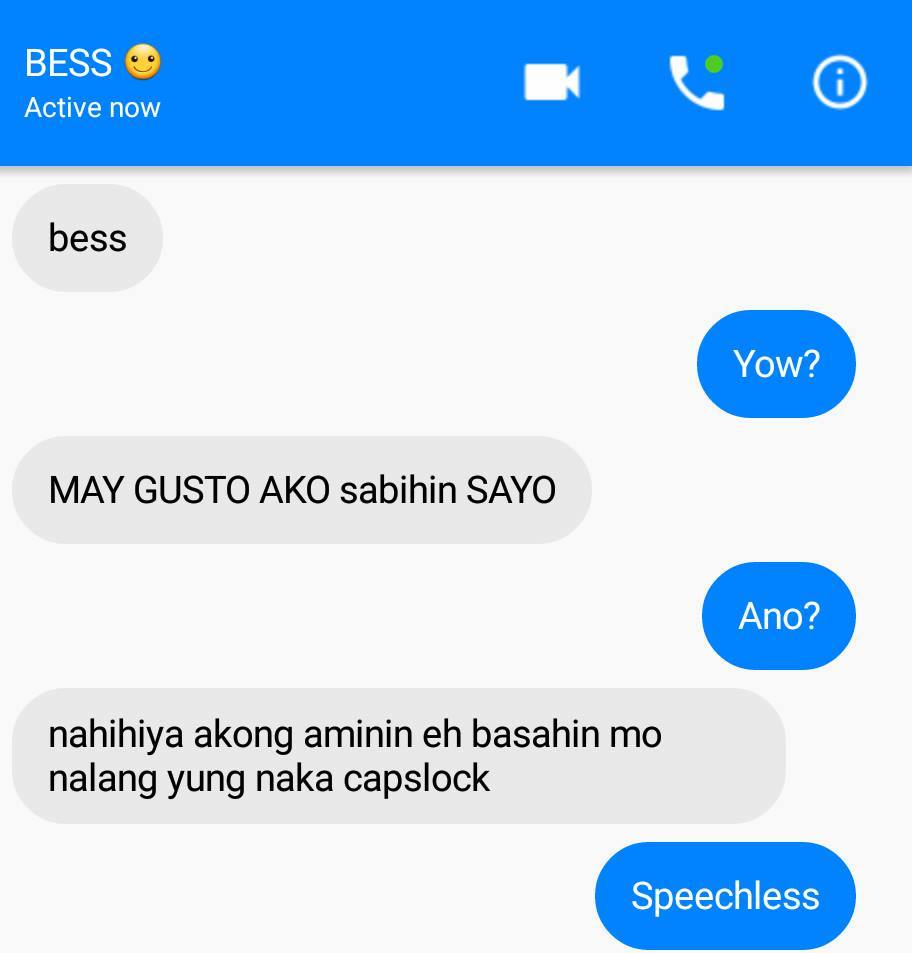 BESS
Active now
bess
Yow?
MAY GUSTO AKO sabihin SAYO
Ano?
nahihiya akong aminin eh basahin mo
nalang yung naka capslock
Speechless